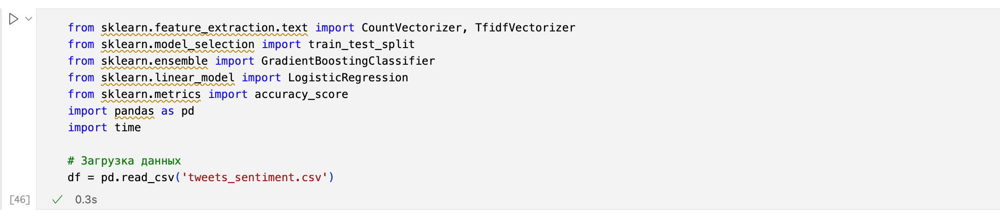 from sklearn.feature_extraction.text import CountVectorizer, TfidfVectorizer
from sklearn.model_selection import train_test_split
from sklearn.ensemble import GradientBoostingClassifier
from sklearn.linear_model import LogisticRegression
from sklearn.metrics import accuracy_score
import pandas as pd
import time
# Загрузка данных
df = pd.read_csv('tweets_sentiment.csv')
[46] 0.3s